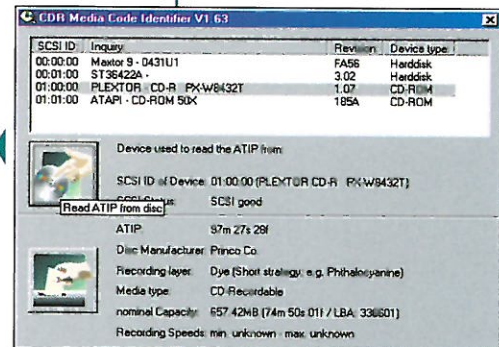 CDR Media Code Identifier V1.63
SCSI ID Inquiry Revision Device type
00:00:00 Maxtor 9 - 0431U1 FA56 Harddisk
00:01:00 ST36422A - 3.02 Harddisk
01:00:00 PLEXTOR CD-R PX-W8432T 1.07 CD-ROM
01:01:00 ATAPI - CD-ROM 50X 185A CD-ROM
Device used to read the ATIP from:
SCSI ID of Device: 01:00:00 (PLEXTOR CD-R PX-W8432T)
SCSI Status: SCSI good
Read ATIP from disc
ATIP: 97m 27s 28f
Disc Manufacturer: Princo Co.
Recording layer: Dye (Short strategy; e.g. Phthalocyanine)
Media type: CD-Recordable
nominal Capacity: 657.42MB (74m 50s 01f / LBA: 336601)
Recording Speeds: min. unknown - max. unknown